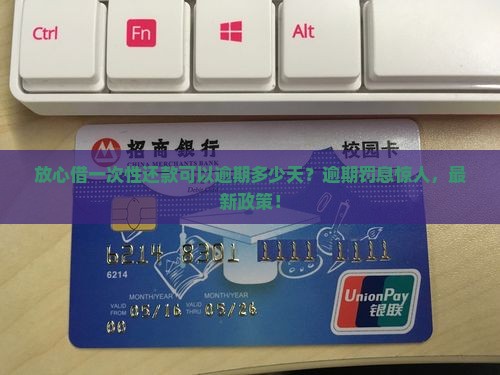 Ctrl
Fn
Alt
招商银行
CHINA MERCHANTS BANK
校园卡
放心借一次性还款可以逾期多少天？逾期罚息惊人，最
新政策！
6214 8301 1111 1111
6214
MONTH/YEAR
MONTH/YEAR
VALID FROM 05/16 VALID THRU 05/26
00
UnionPay
银联